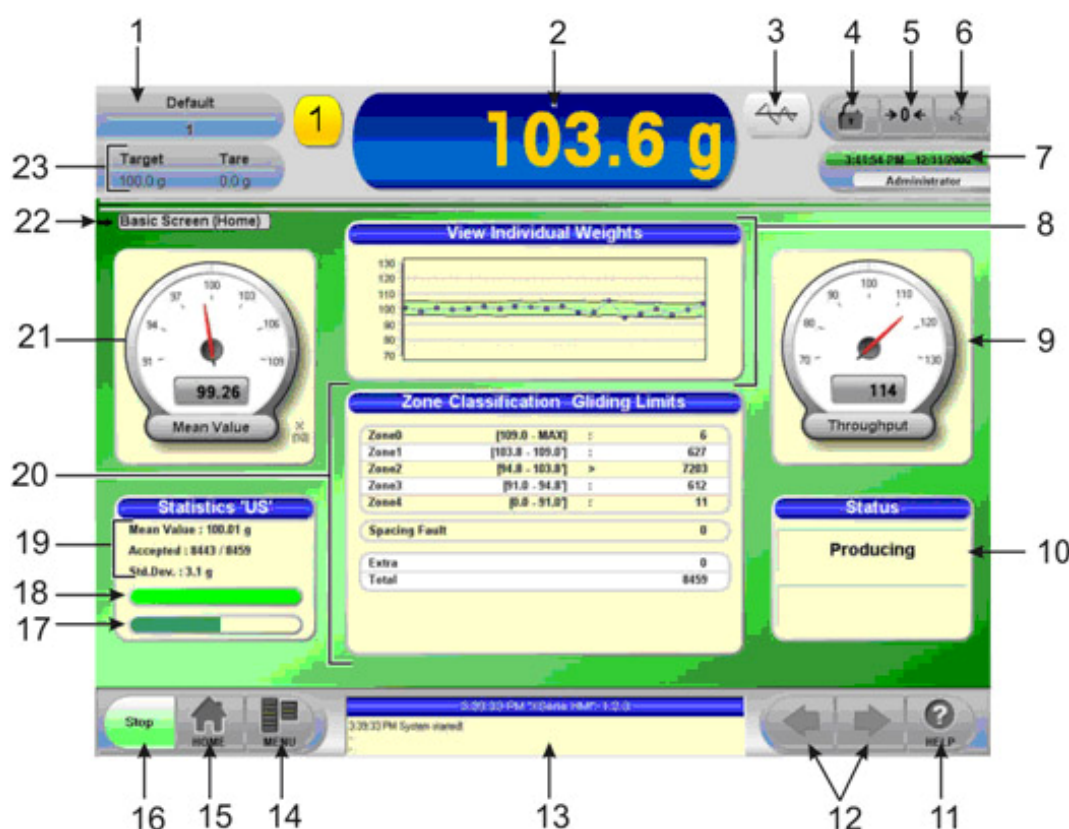 1 2 3 4 5 6
Default
1
1
103.6 g
→0←
23
Target Tare
100.0 g 0.0 g
7
Administrator
22
Basic Screen (Home)
8
View Individual Weights
130
120
110
100
90
80
70
21
91 94 97 100 103 106 109
99.26
Mean Value
X
(10)
9
70 80 90 100 110 120 130
114
Throughput
20
Zone Classification Gliding Limits
Zone0 [109.0 - MAX] : 6
Zone1 [103.8 - 109.0'] : 627
Zone2 [94.8 - 103.8'] > 7203
Zone3 [91.0 - 94.8'] : 612
Zone4 [0.0 - 91.0'] : 11
Spacing Fault 0
Extra 0
Total 8459
Statistics 'US'
19
Mean Value : 100.01 g
Accepted : 8443 / 8459
Std.Dev. : 3.1 g
18
17
Status
Producing
10
Stop
HOME
MENU
3:39:33 PM System started!
?
HELP
16 15 14 13 12 11